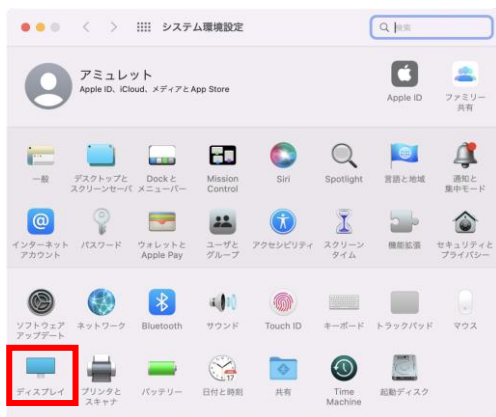 システム環境設定
検索
アミュレット
Apple ID、iCloud、メディアとApp Store
Apple ID
ファミリー
共有
一般
デスクトップと
スクリーンセーバ
Dockと
メニューバー
Mission
Control
Siri
Spotlight
言語と地域
通知と
集中モード
インターネット
アカウント
パスワード
ウォレットと
Apple Pay
ユーザと
グループ
アクセシビリティ
スクリーン
タイム
機能拡張
セキュリティと
プライバシー
ソフトウェア
アップデート
ネットワーク
Bluetooth
サウンド
Touch ID
キーボード
トラックパッド
マウス
ディスプレイ
プリンタと
スキャナ
バッテリー
17
日付と時刻
共有
Time
Machine
起動ディスク